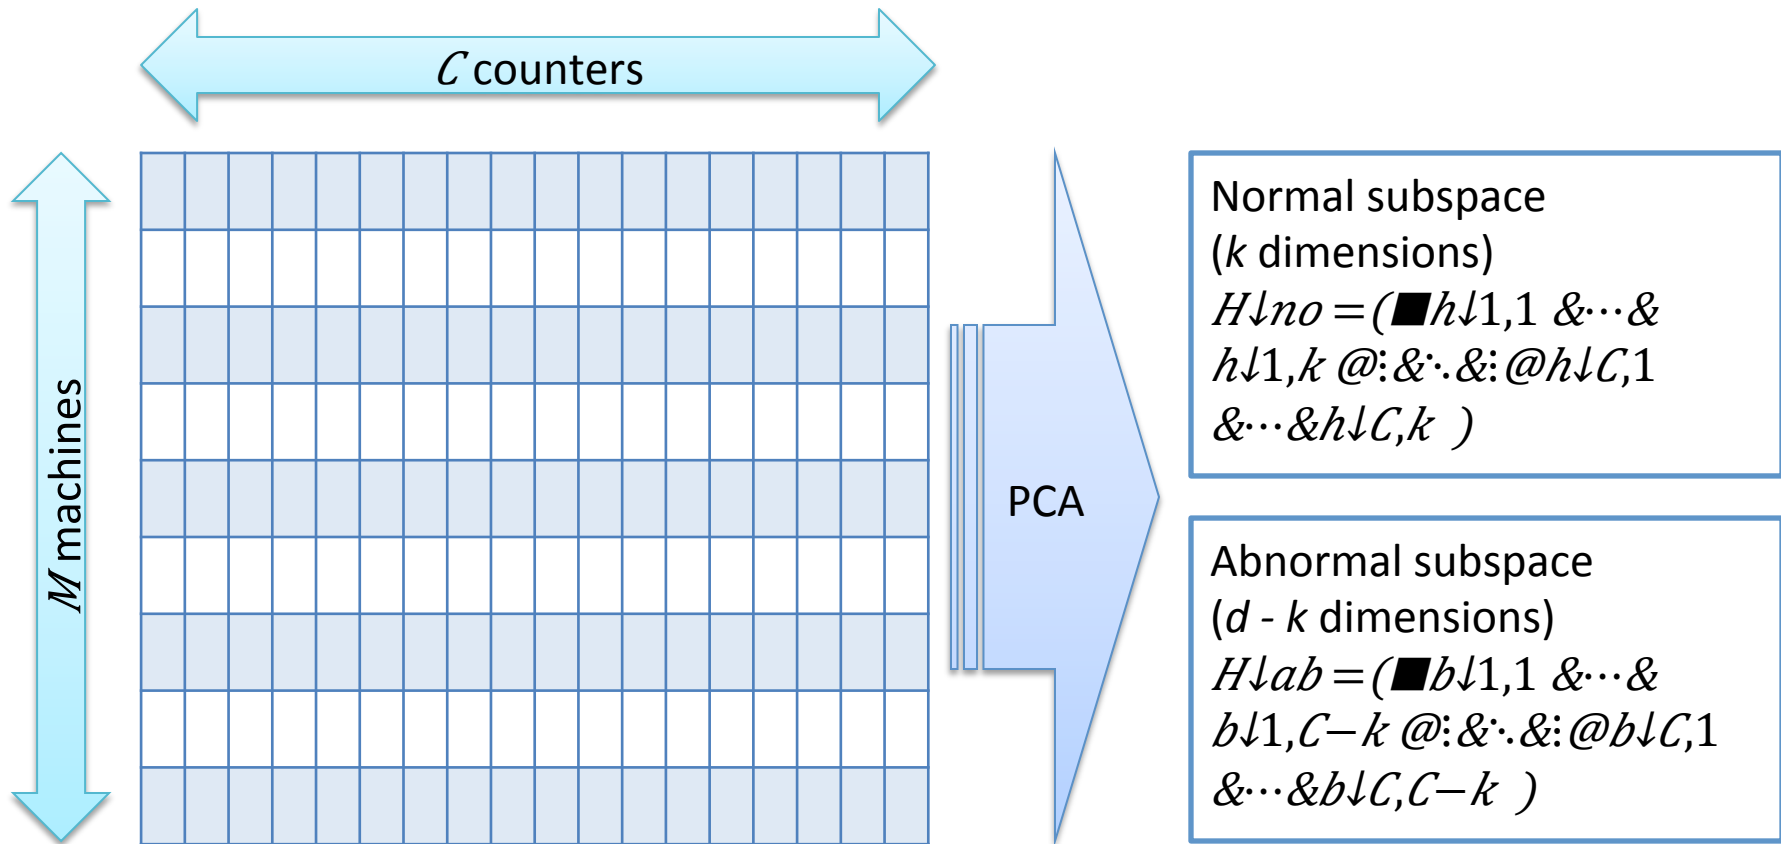 C counters
M machines
PCA
Normal subspace
(k dimensions)
H↓no =(■h↓1,1 &⋯&
h↓1,k @⋮&⋱&⋮@h↓C,1
&⋯&h↓C,k )
Abnormal subspace
(d - k dimensions)
H↓ab =(■b↓1,1 &⋯&
b↓1,C−k @⋮&⋱&⋮@b↓C,1
&⋯&b↓C,C−k )